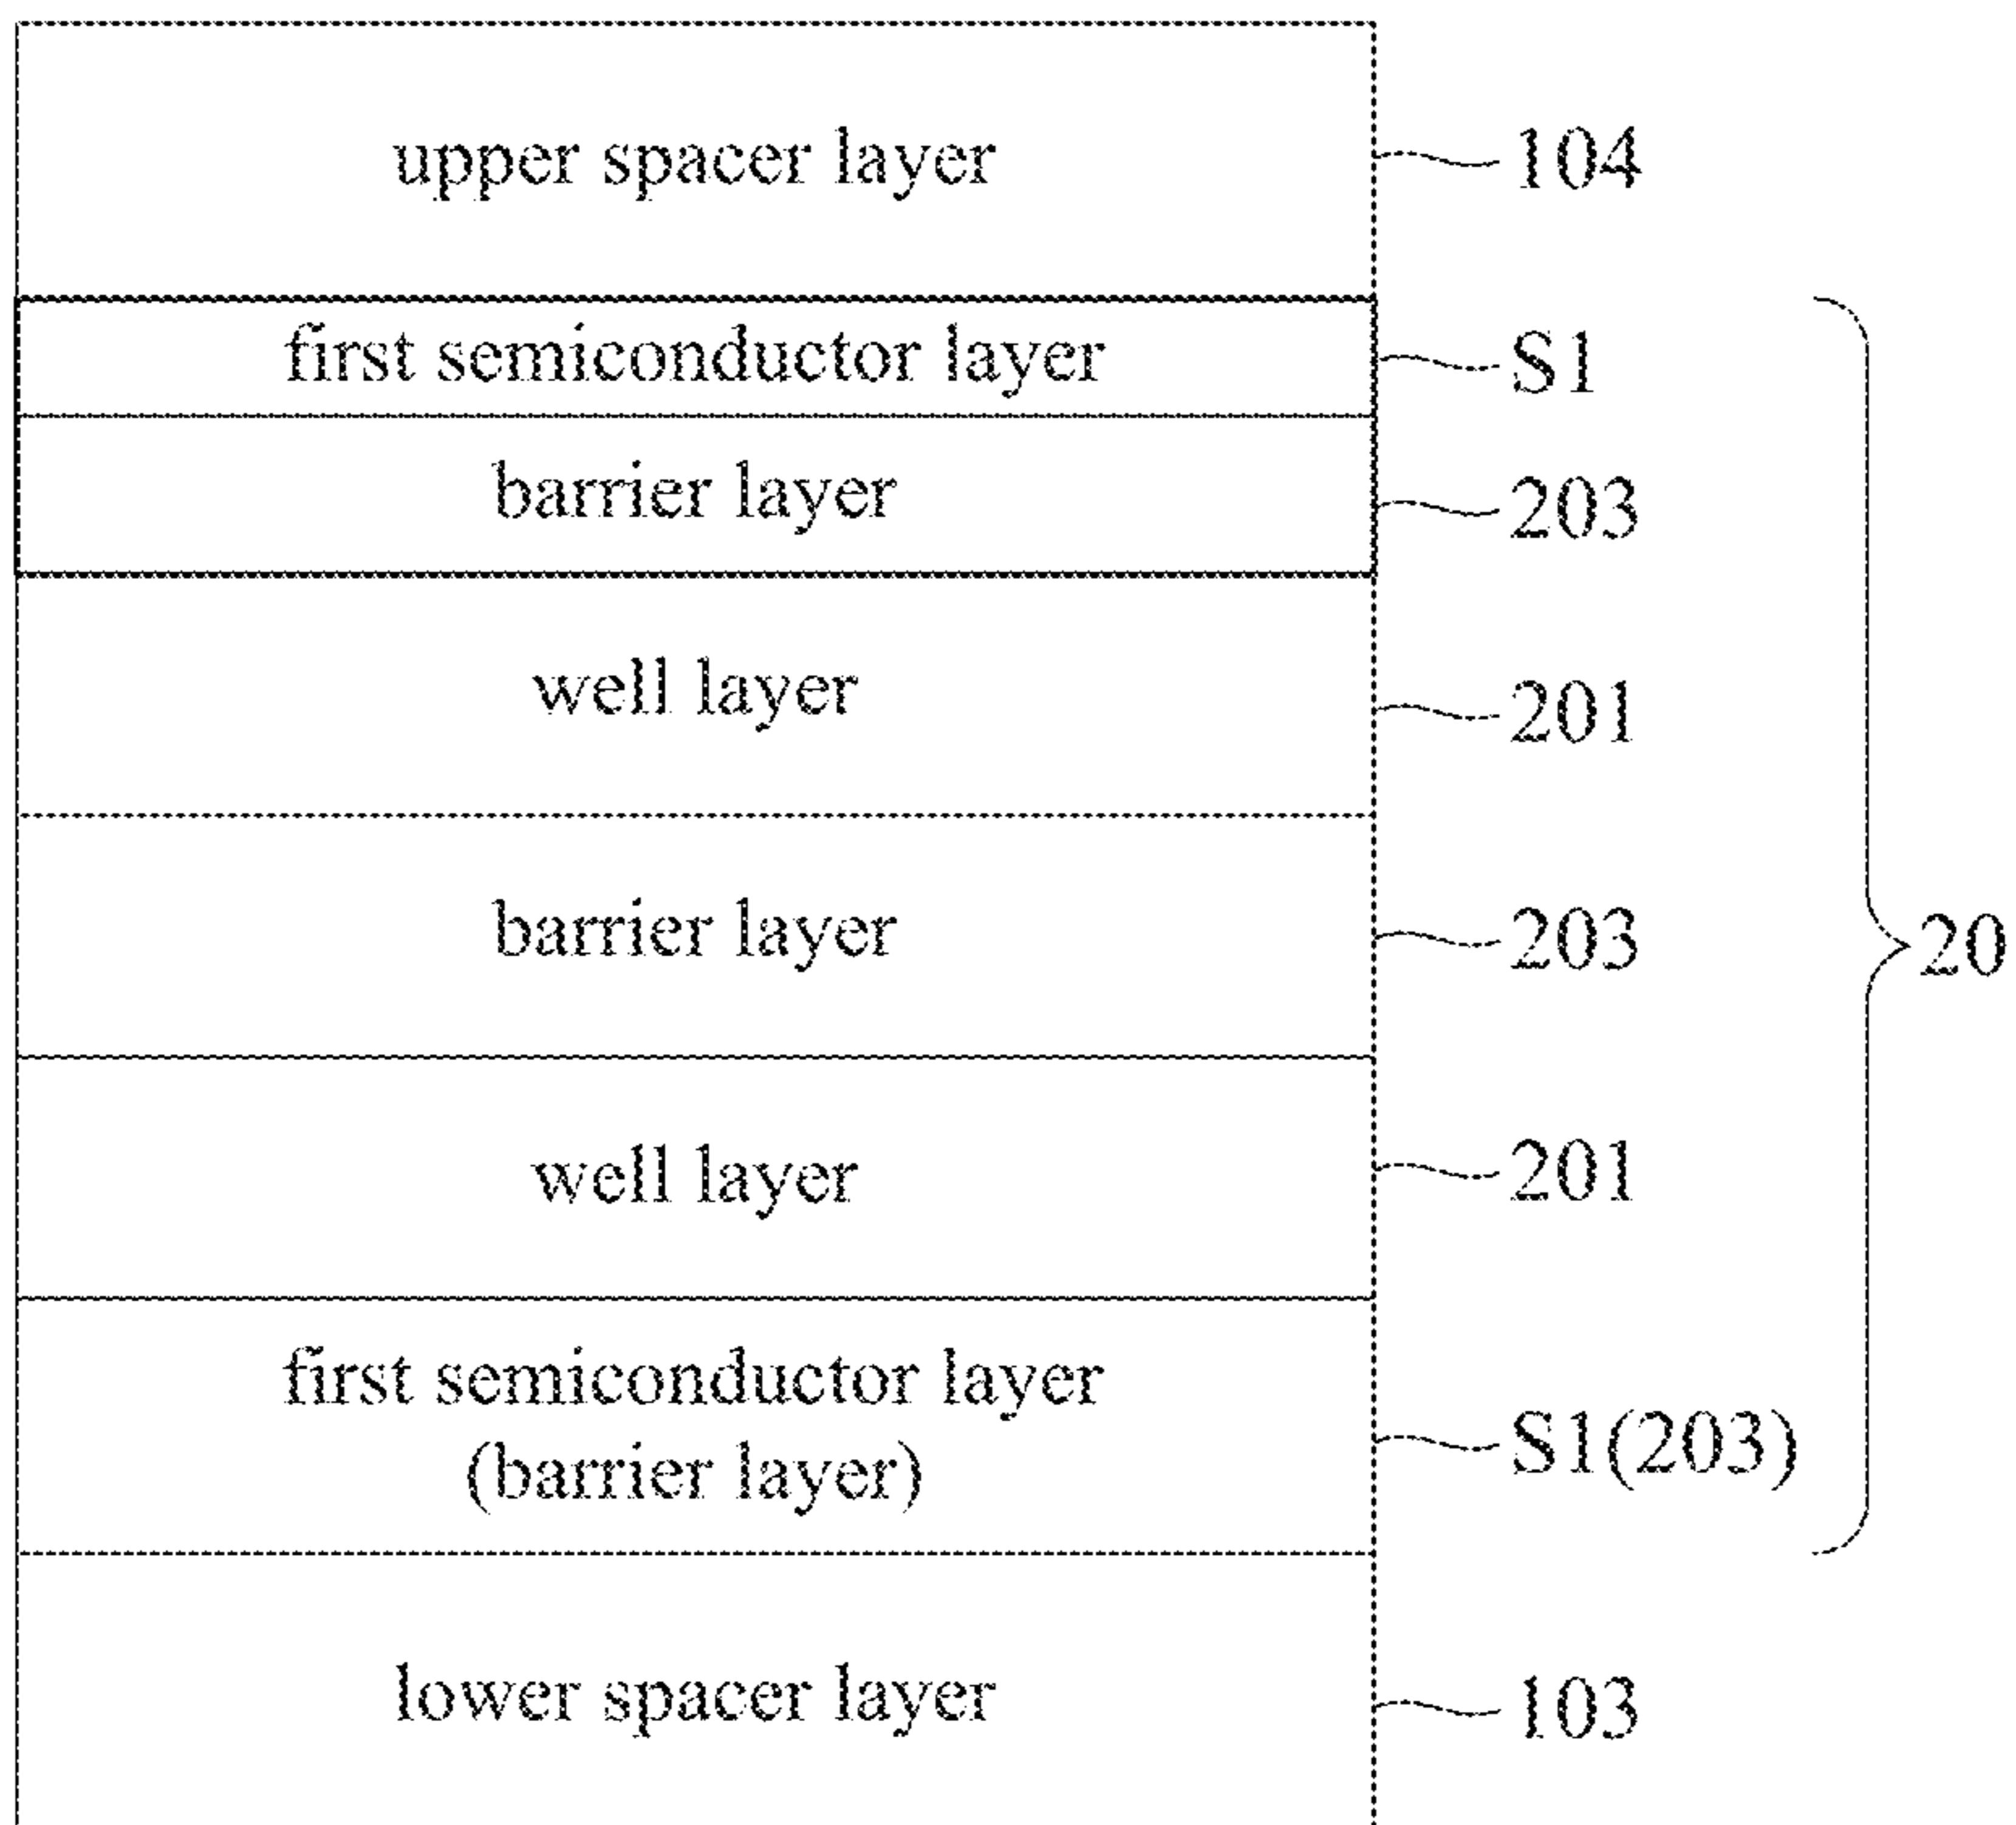 upper spacer layer 104
first semiconductor layer S1
barrier layer 203
well layer 201
barrier layer 203
20
well layer 201
first semiconductor layer
(barrier layer)
S1(203)
lower spacer layer 103